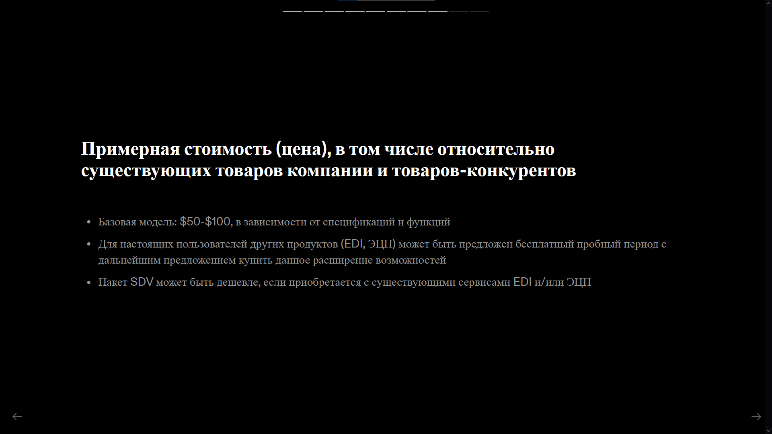 Примерная стоимость (цена), в том числе относительно
существующих товаров компании и товаров-конкурентов
• Базовая модель: $50-$100, в зависимости от спецификаций и функций
• Для настоящих пользователей других продуктов (EDI, ЭЦП) может быть предложен бесплатный пробный период с
дальнейшим предложением купить данное расширение возможностей
• Пакет SDV может быть дешевле, если приобретается с существующими сервисами EDI и/или ЭЦП